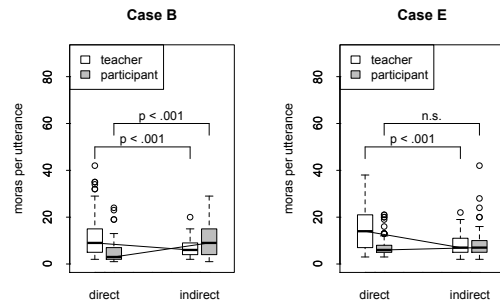 Case B
moras per utterance
0 20 40 60 80
teacher
participant
p < .001
p < .001
direct indirect
Case E
moras per utterance
0 20 40 60 80
teacher
participant
n.s.
p < .001
direct indirect